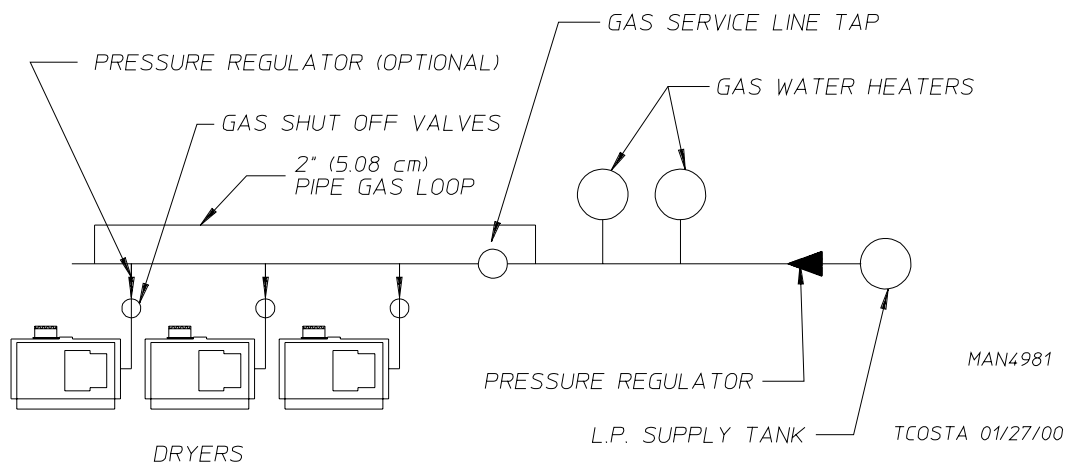 GAS SERVICE LINE TAP
PRESSURE REGULATOR (OPTIONAL)
GAS WATER HEATERS
GAS SHUT OFF VALVES
2" (5.08 cm)
PIPE GAS LOOP
MAN4981
PRESSURE REGULATOR
L.P. SUPPLY TANK
TCOSTA 01/27/00
DRYERS